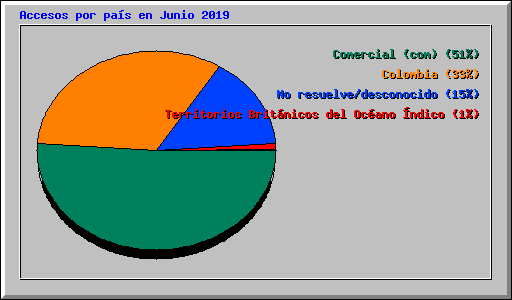 Accesos por país en Junio 2019
Comercial (com) (51%)
Colombia (33%)
No resuelve/desconocido (15%)
Territorios Británicos del Océano Índico (1%)